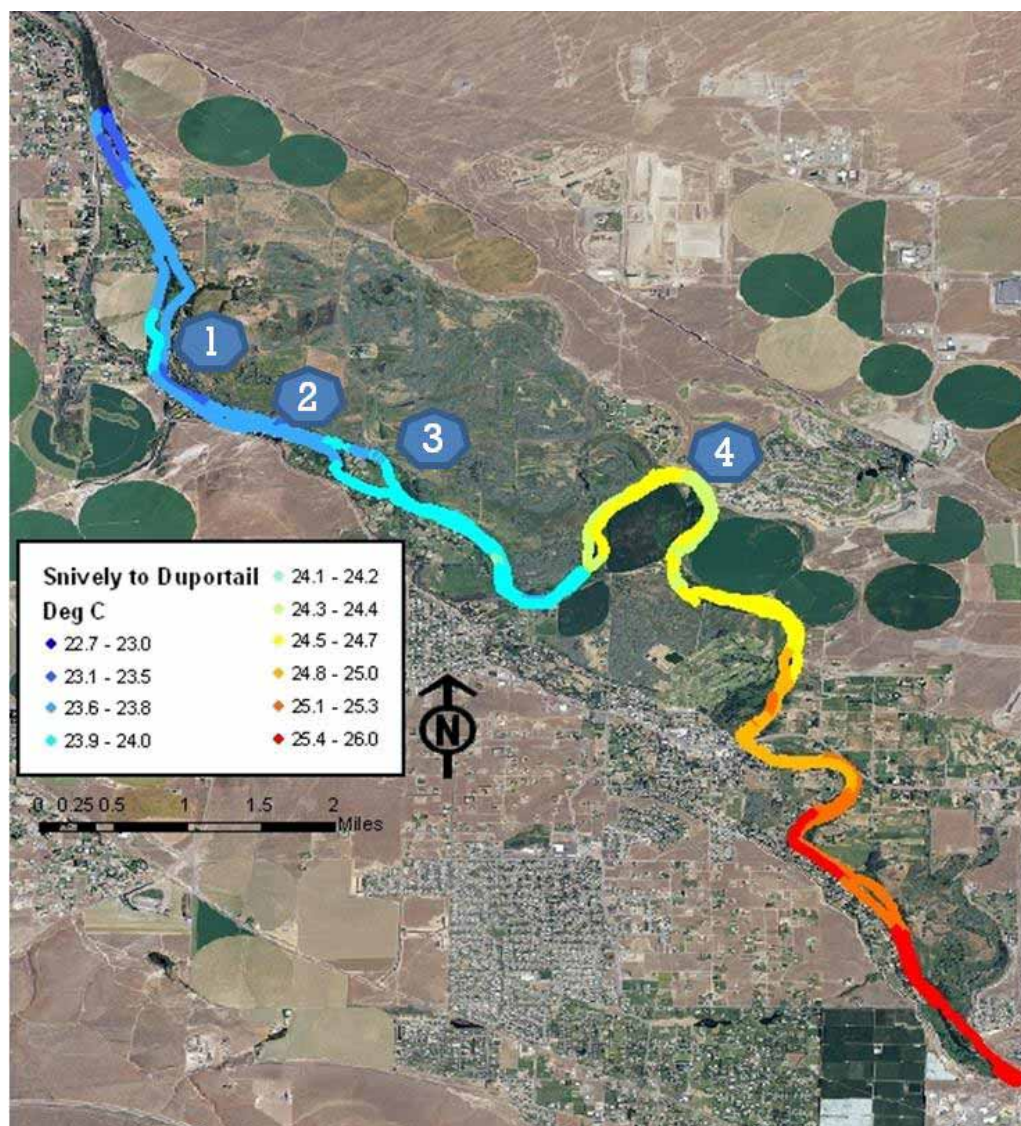 1
2
3
4
Snively to Duportail
Deg C
22.7 - 23.0
23.1 - 23.5
23.6 - 23.8
23.9 - 24.0
24.1 - 24.2
24.3 - 24.4
24.5 - 24.7
24.8 - 25.0
25.1 - 25.3
25.4 - 26.0
N
0 0.25 0.5 1 1.5 2
Miles